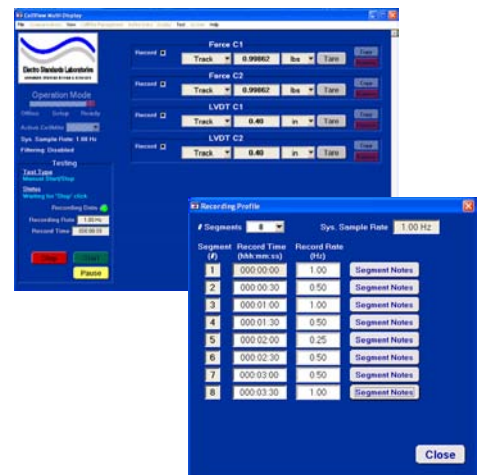 CellView Multi-Display
View
Test
Help
Electro Standards Laboratories
Operation Mode
Offline Setup Ready
Sys. Sample Rate: 1.00 Hz
Filtering: Disabled
Testing
Test Type
Manual Start/Stop
Status
Waiting for "Stop" click
Recording Data
Recording Rate 1.00 Hz
Record Time 000:00:00
Stop Start
Pause
Force C1
Record Track 0.99862 lbs Tare
Force C2
Record Track 0.99862 lbs Tare
LVDT C1
Record Track 0.40 in Tare
LVDT C2
Record Track 0.40 in Tare
Recording Profile
# Segments 8 Sys. Sample Rate 1.00 Hz
Segment Record Time Record Rate
(#) (hhh:mm:ss) (Hz)
1 000:00:00 1.00 Segment Notes
2 000:00:30 0.50 Segment Notes
3 000:01:00 1.00 Segment Notes
4 000:01:30 0.50 Segment Notes
5 000:02:00 0.25 Segment Notes
6 000:02:30 0.50 Segment Notes
7 000:03:00 0.50 Segment Notes
8 000:03:30 1.00 Segment Notes
Close